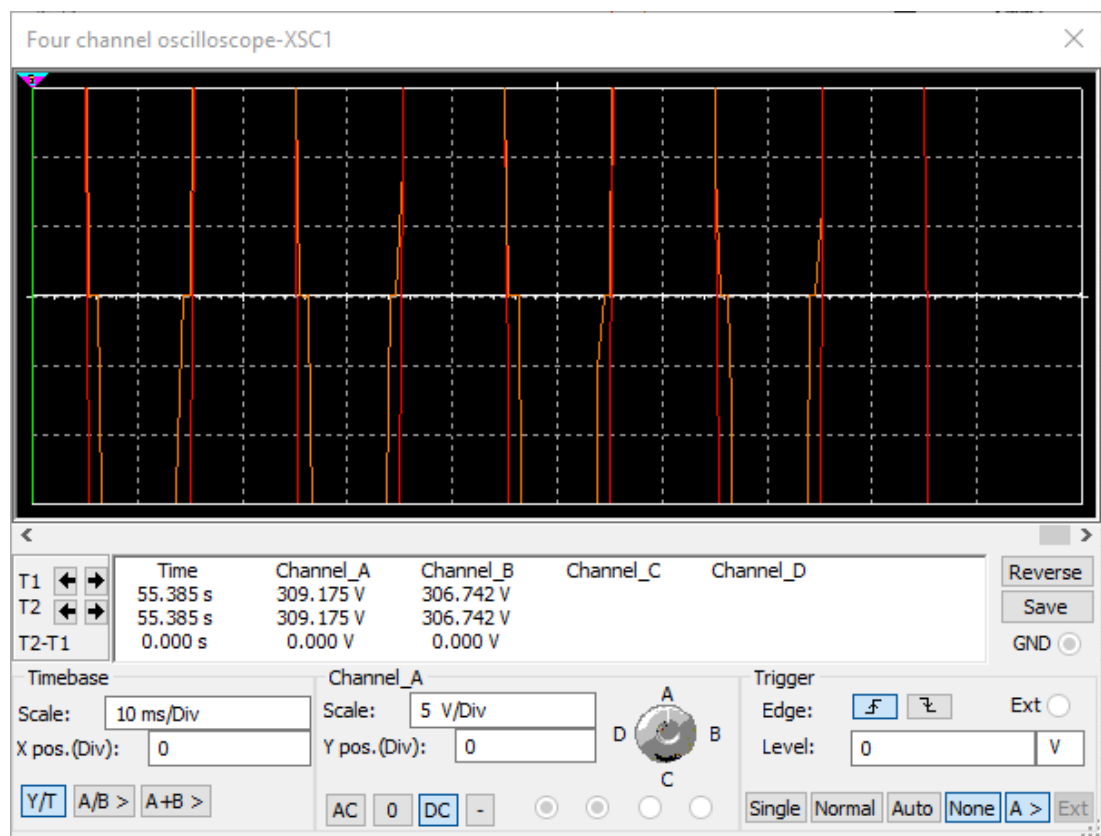 Four channel oscilloscope-XSC1
T1 Time Channel_A Channel_B Channel_C Channel_D Reverse
55.385 s 309.175 V 306.742 V
T2 55.385 s 309.175 V 306.742 V Save
T2-T1 0.000 s 0.000 V 0.000 V GND
Timebase Channel_A Trigger
Scale: 10 ms/Div Scale: 5 V/Div A Edge: Ext
X pos.(Div): 0 Y pos.(Div): 0 D B Level: 0 V
C
Y/T A/B > A+B > AC 0 DC - Single Normal Auto None A > Ext